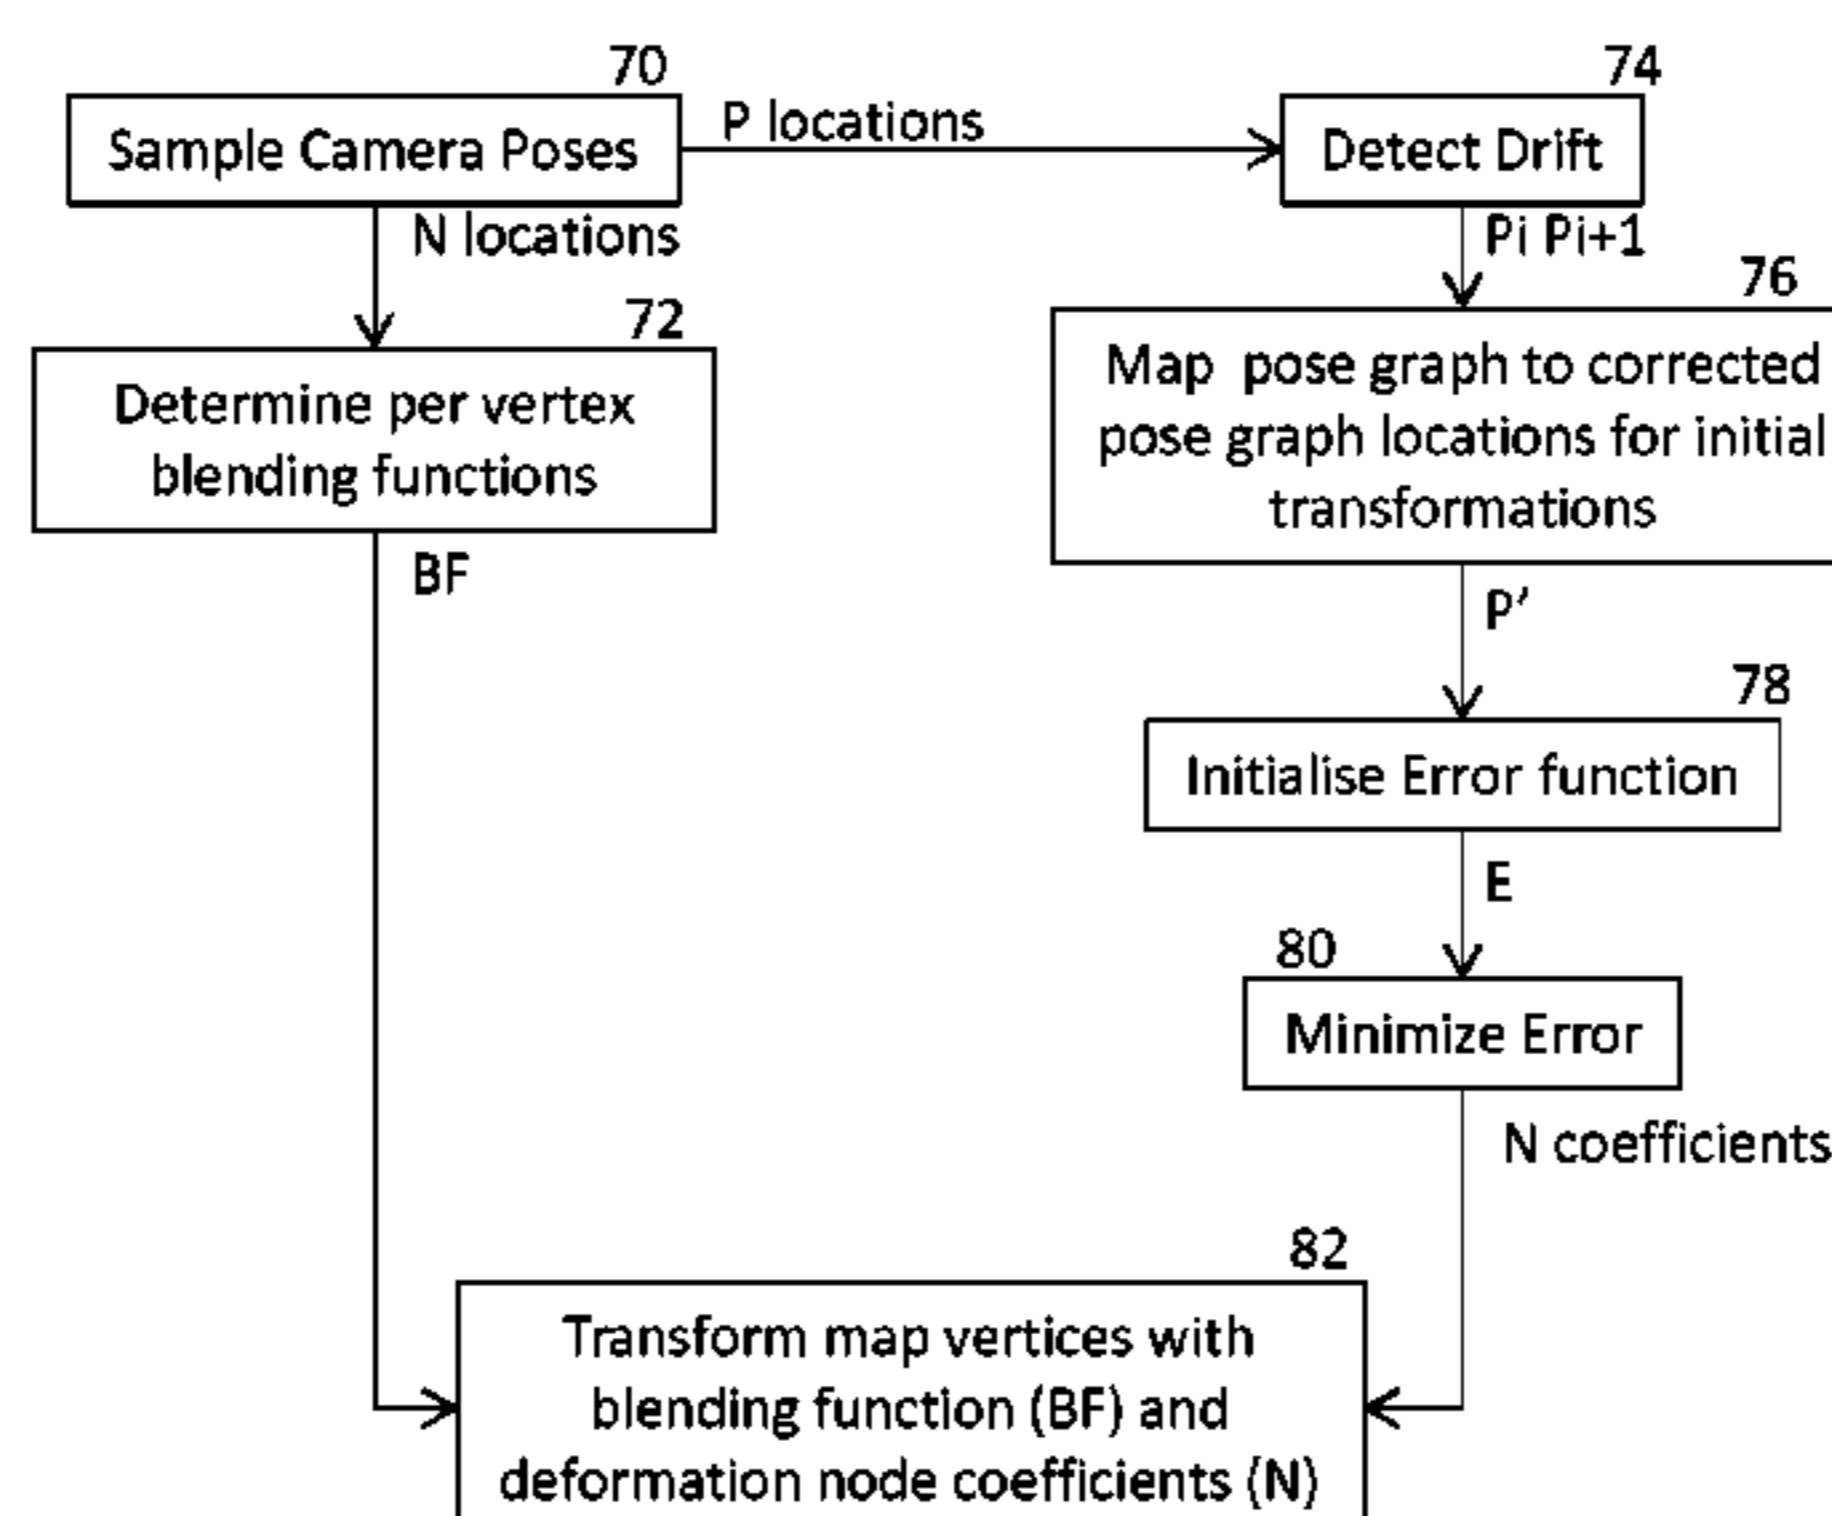 70
Sample Camera Poses
P locations
74
Detect Drift
N locations
Pi Pi+1
72
Determine per vertex
blending functions
76
Map pose graph to corrected
pose graph locations for initial
transformations
BF
P'
78
Initialise Error function
E
80
Minimize Error
N coefficients
82
Transform map vertices with
blending function (BF) and
deformation node coefficients (N)